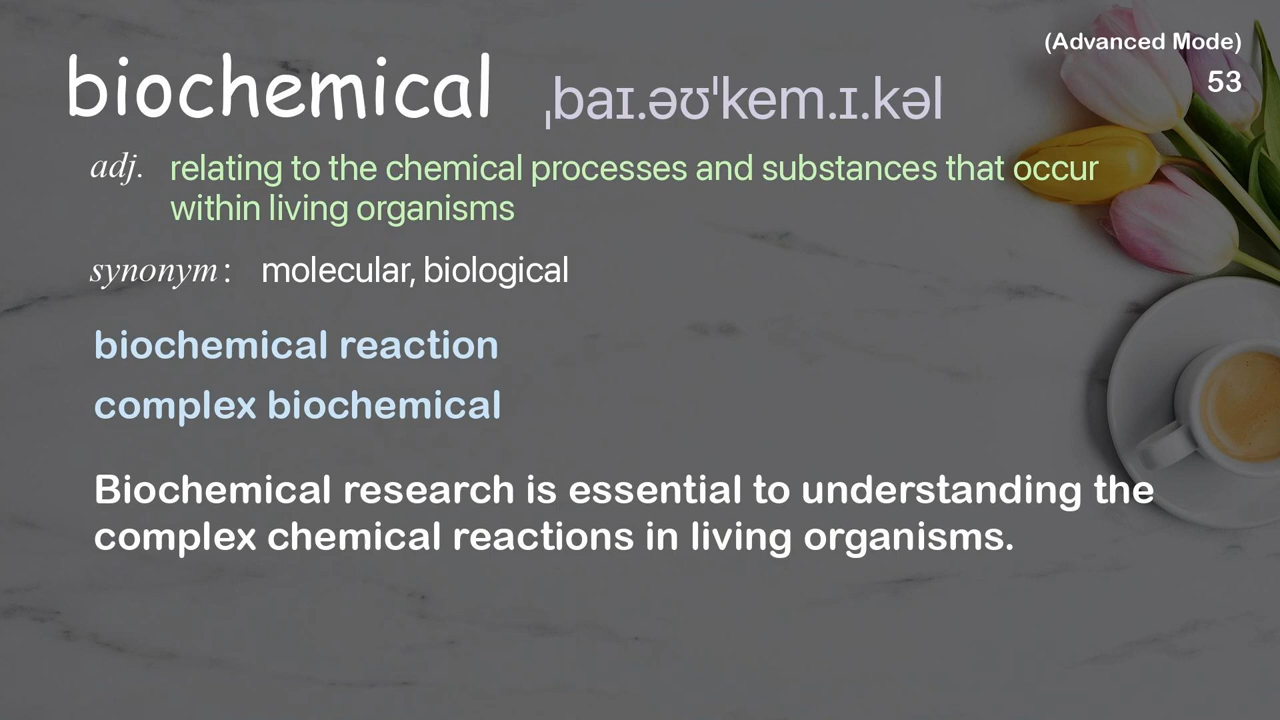 (Advanced Mode)
biochemical ˌbaɪ.əʊˈkem.ɪ.kəl
53
adj. relating to the chemical processes and substances that occur
within living organisms
synonym: molecular, biological
biochemical reaction
complex biochemical
Biochemical research is essential to understanding the
complex chemical reactions in living organisms.